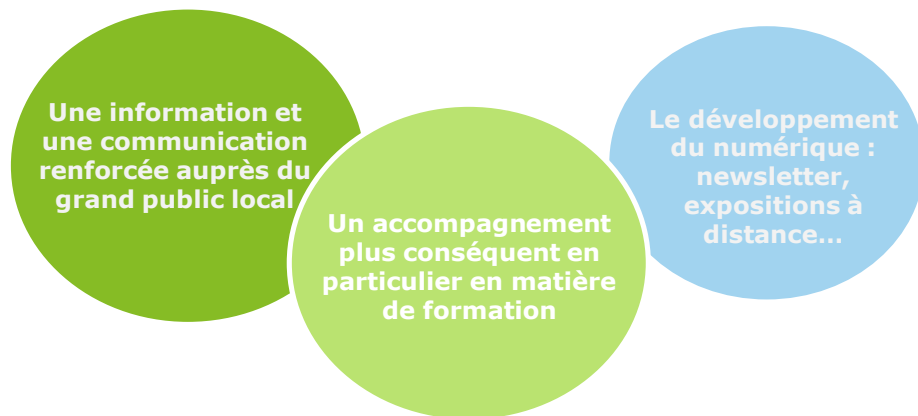 Une information et
une communication
renforcée auprès du
grand public local
Un accompagnement
plus conséquent en
particulier en matière
de formation
Le développement
du numérique :
newsletter,
expositions à
distance...